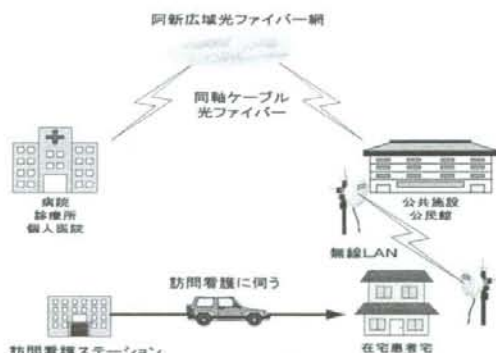 阿新広域光ファイバー網
同軸ケーブル
光ファイバー
病院
診療所
個人医院
公共施設
公民館
無線LAN
訪問看護に伺う
訪問看護ステーション
在宅患者宅